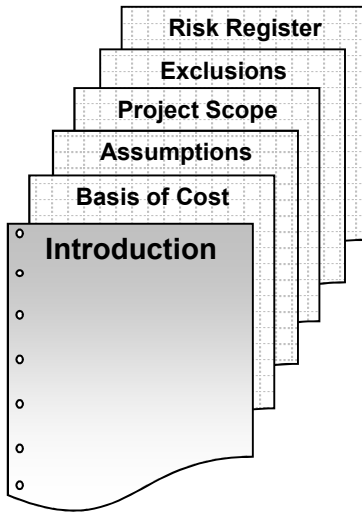 Risk Register
Exclusions
Project Scope
Assumptions
Basis of Cost
Introduction